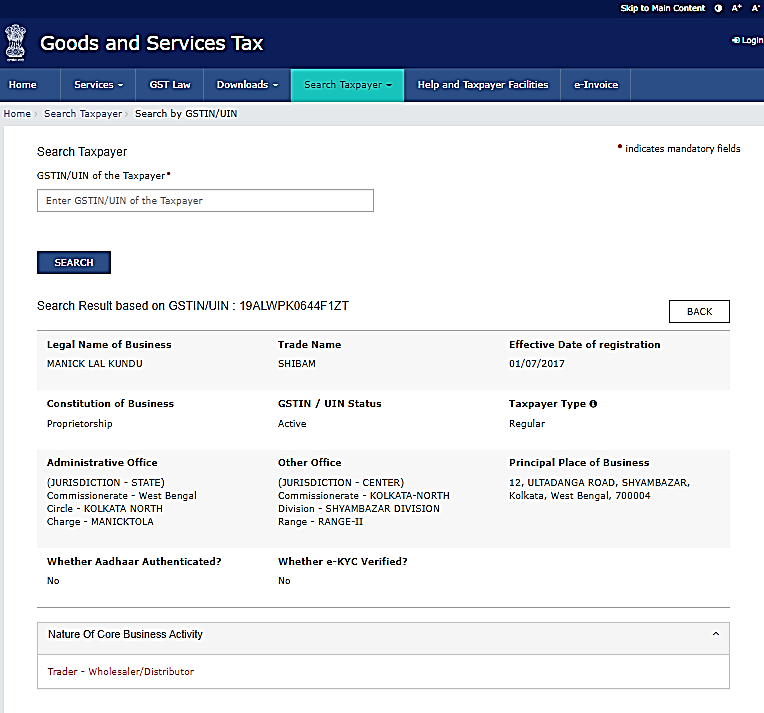 Skip to Main Content A+ A-
Goods and Services Tax
Login
Home Services GST Law Downloads Search Taxpayer Help and Taxpayer Facilities e-Invoice
Home › Search Taxpayer › Search by GSTIN/UIN
Search Taxpayer
• indicates mandatory fields
GSTIN/UIN of the Taxpayer•
Enter GSTIN/UIN of the Taxpayer
SEARCH
Search Result based on GSTIN/UIN : 19ALWPK0644F1ZT
BACK
Legal Name of Business
MANICK LAL KUNDU
Trade Name
SHIBAM
Effective Date of registration
01/07/2017
Constitution of Business
Proprietorship
GSTIN / UIN Status
Active
Taxpayer Type
Regular
Administrative Office
(JURISDICTION - STATE)
Commissionerate - West Bengal
Circle - KOLKATA NORTH
Charge - MANICKTOLA
Other Office
(JURISDICTION - CENTER)
Commissionerate - KOLKATA-NORTH
Division - SHYAMBAZAR DIVISION
Range - RANGE-II
Principal Place of Business
12, ULTADANGA ROAD, SHYAMBAZAR,
Kolkata, West Bengal, 700004
Whether Aadhaar Authenticated?
No
Whether e-KYC Verified?
No
Nature Of Core Business Activity
Trader - Wholesaler/Distributor